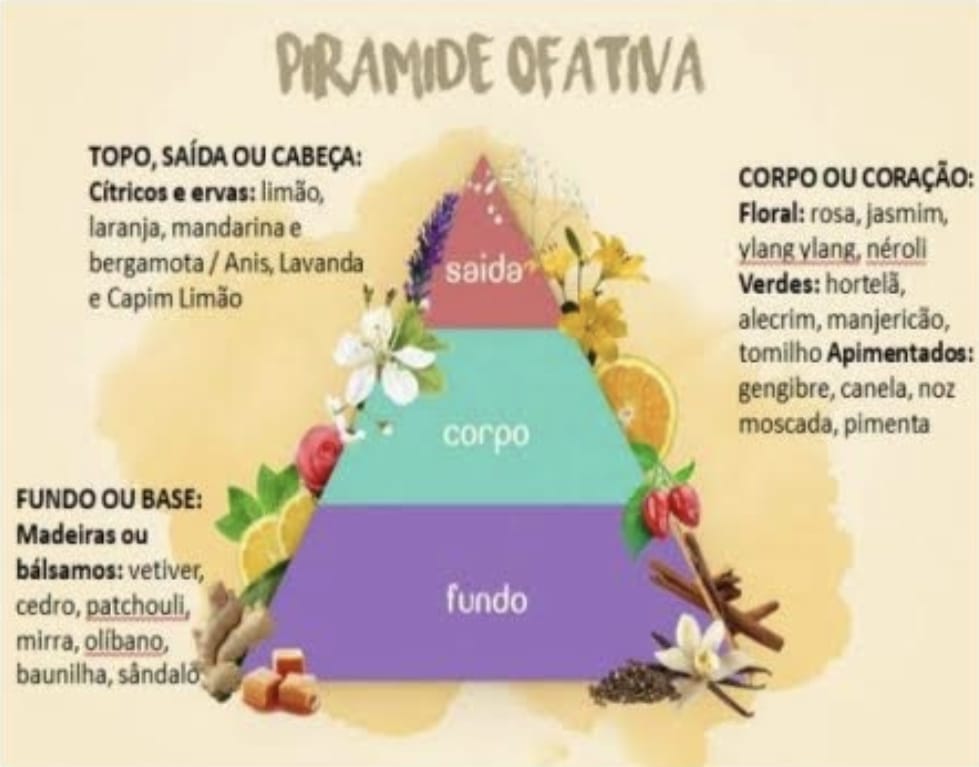 PIRAMIDE OFATIVA
TOPO, SAÍDA OU CABEÇA:
Cítricos e ervas: limão,
laranja, mandarina e
bergamota / Anis, Lavanda
e Capim Limão
CORPO OU CORAÇÃO:
Floral: rosa, jasmim,
ylang ylang, néroli
Verdes: hortelã,
alecrim, manjericão,
tomilho Apimentados:
gengibre, canela, noz
moscada, pimenta
saida
corpo
FUNDO OU BASE:
Madeiras ou
bálsamos: vetiver,
cedro, patchouli,
mirra, olíbano,
baunilha, sândalo
fundo